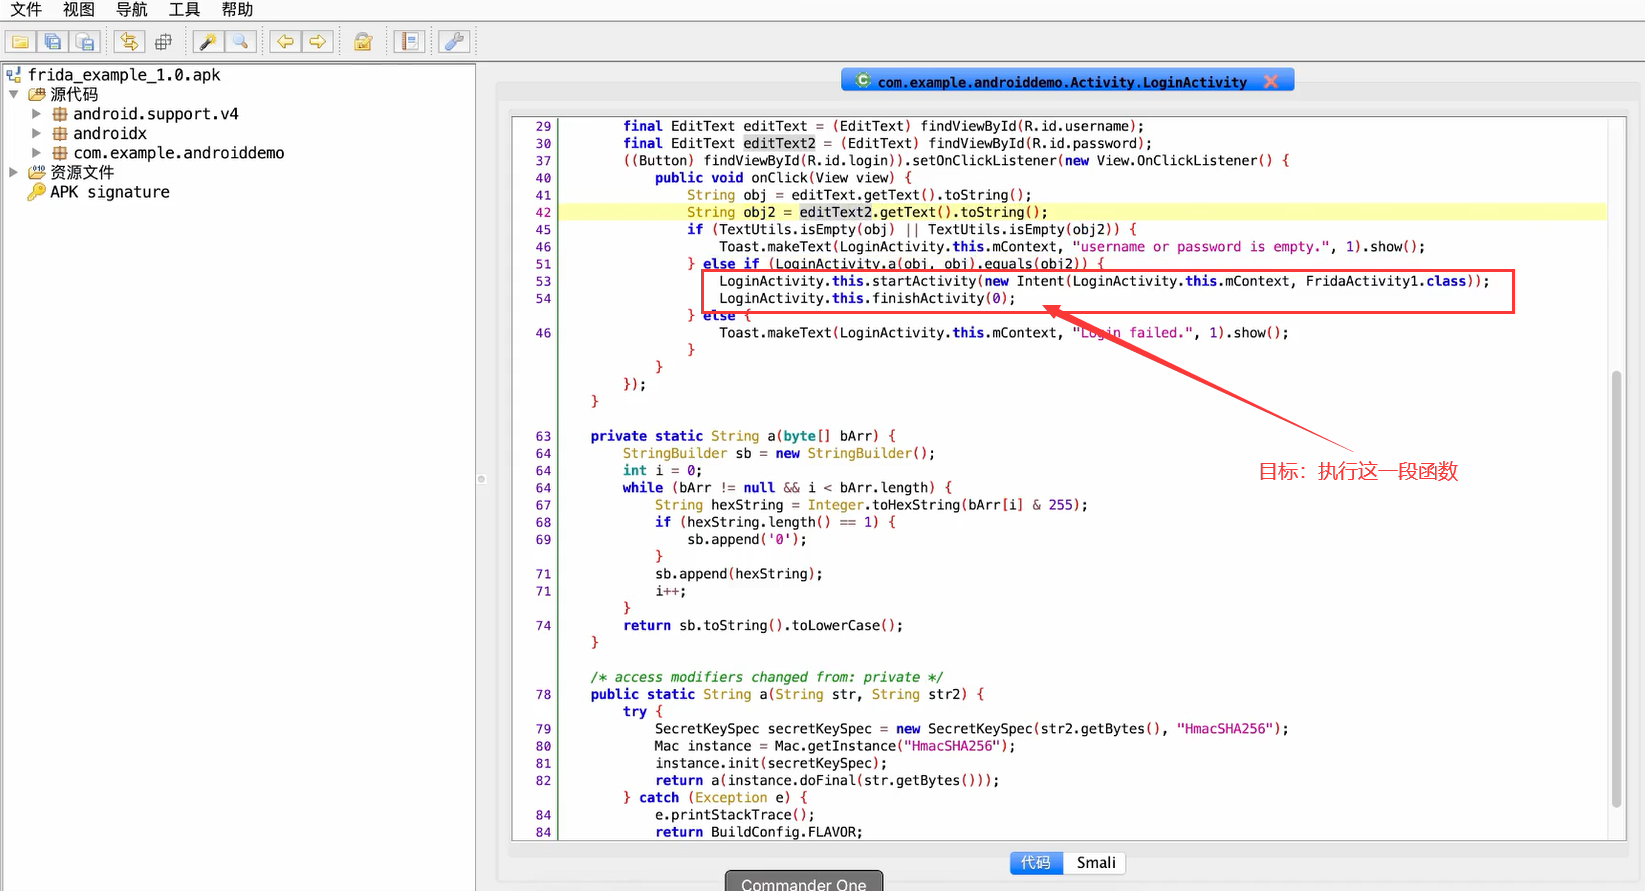 文件 视图 导航 工具 帮助
frida_example_1.0.apk
源代码
android.support.v4
androidx
com.example.androiddemo
资源文件
APK signature
com.example.androiddemo.Activity.LoginActivity
29 final EditText editText = (EditText) findViewById(R.id.username);
30 final EditText editText2 = (EditText) findViewById(R.id.password);
37 ((Button) findViewById(R.id.login)).setOnClickListener(new View.OnClickListener() {
40 public void onClick(View view) {
41 String obj = editText.getText().toString();
42 String obj2 = editText2.getText().toString();
45 if (TextUtils.isEmpty(obj) || TextUtils.isEmpty(obj2)) {
46 Toast.makeText(LoginActivity.this.mContext, "username or password is empty.", 1).show();
51 } else if (LoginActivity.a(obj, obj).equals(obj2)) {
53 LoginActivity.this.startActivity(new Intent(LoginActivity.this.mContext, FridaActivity1.class));
54 LoginActivity.this.finishActivity(0);
} else {
46 Toast.makeText(LoginActivity.this.mContext, "Login failed.", 1).show();
}
}
});
}
目标：执行这一段函数
63 private static String a(byte[] bArr) {
64 StringBuilder sb = new StringBuilder();
64 int i = 0;
64 while (bArr != null && i < bArr.length) {
67 String hexString = Integer.toHexString(bArr[i] & 255);
68 if (hexString.length() == 1) {
69 sb.append('0');
}
71 sb.append(hexString);
71 i++;
}
74 return sb.toString().toLowerCase();
}
/* access modifiers changed from: private */
78 public static String a(String str, String str2) {
try {
79 SecretKeySpec secretKeySpec = new SecretKeySpec(str2.getBytes(), "HmacSHA256");
80 Mac instance = Mac.getInstance("HmacSHA256");
81 instance.init(secretKeySpec);
82 return a(instance.doFinal(str.getBytes()));
} catch (Exception e) {
84 e.printStackTrace();
84 return BuildConfig.FLAVOR;
代码 Smali
Commander One